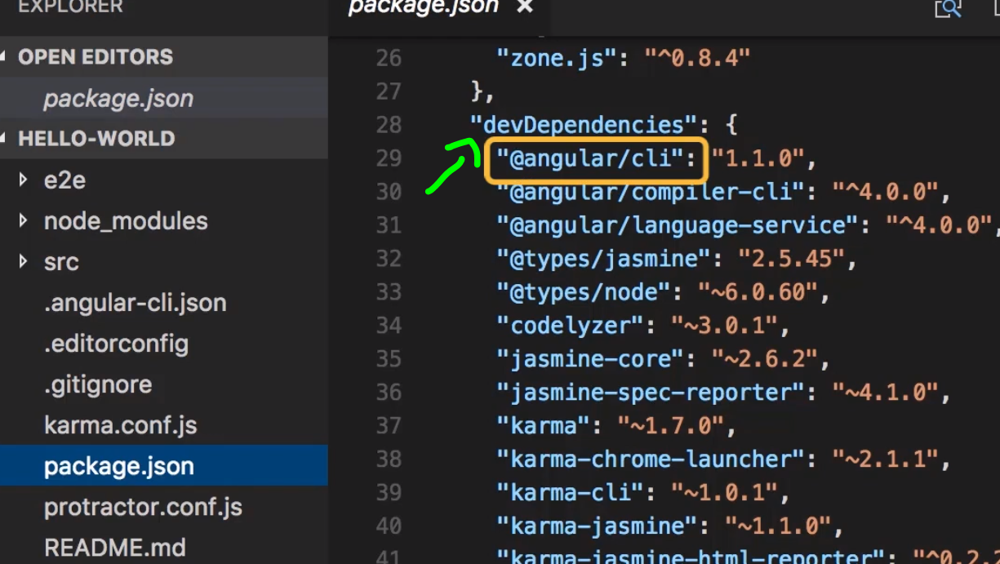 EXPLORER
OPEN EDITORS
package.json
HELLO-WORLD
e2e
node_modules
src
.angular-cli.json
.editorconfig
.gitignore
karma.conf.js
package.json
protractor.conf.js
README.md
package.json ×
26 "zone.js": "^0.8.4"
27 },
28 "devDependencies": {
29 "@angular/cli": "1.1.0",
30 "@angular/compiler-cli": "^4.0.0",
31 "@angular/language-service": "^4.0.0",
32 "@types/jasmine": "2.5.45",
33 "@types/node": "~6.0.60",
34 "codelyzer": "~3.0.1",
35 "jasmine-core": "~2.6.2",
36 "jasmine-spec-reporter": "~4.1.0",
37 "karma": "~1.7.0",
38 "karma-chrome-launcher": "~2.1.1",
39 "karma-cli": "~1.0.1",
40 "karma-jasmine": "~1.1.0",
41 "karma-jasmine-html-reporter": "^0.2.2